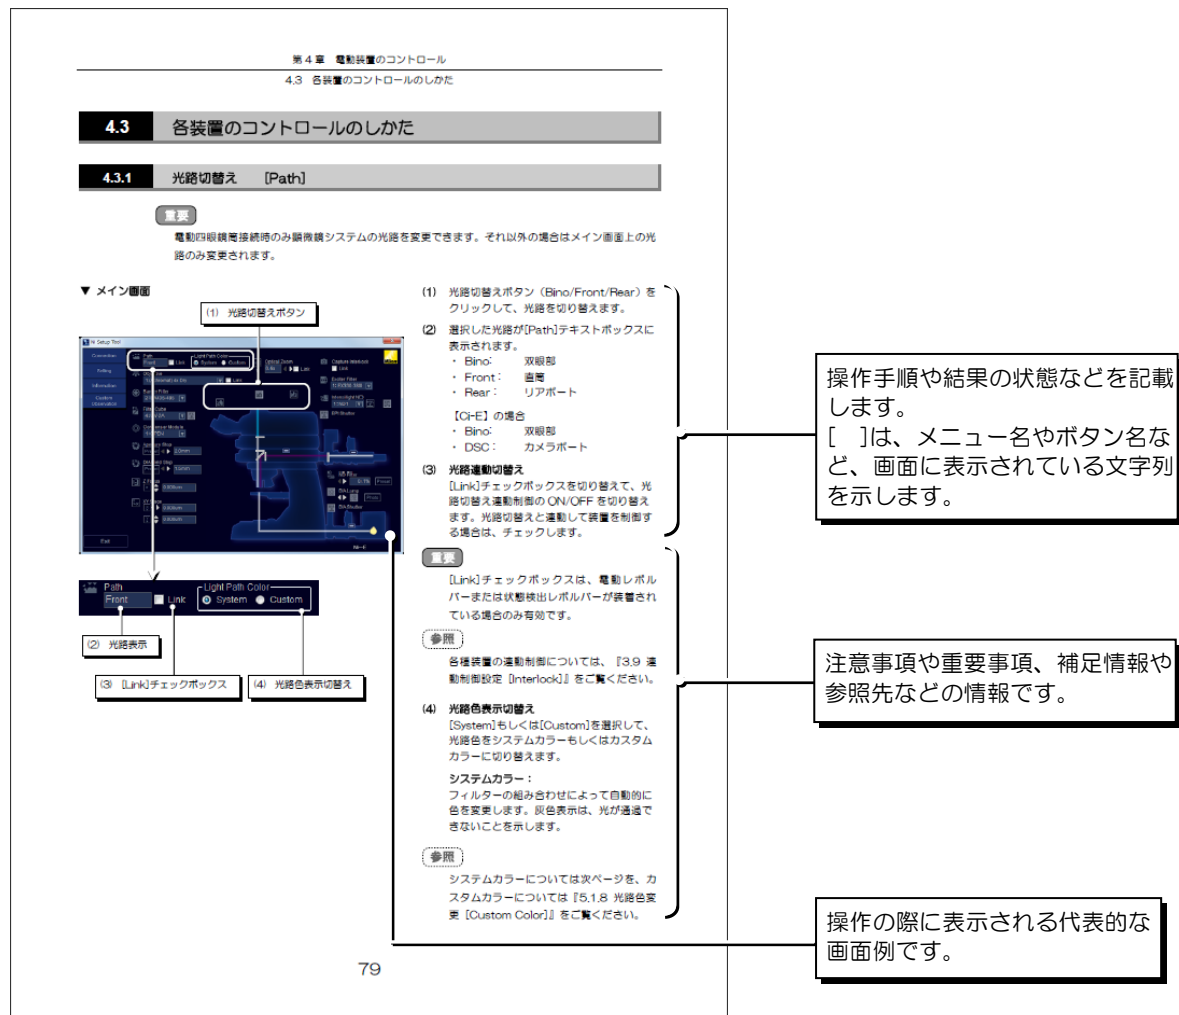 第4章 電動装置のコントロール
4.3 各装置のコントロールのしかた
4.3 各装置のコントロールのしかた
4.3.1 光路切替え [Path]
重要
電動四眼鏡筒接続時のみ顕微鏡システムの光路を変更できます。それ以外の場合はメイン画面上の光
路のみ変更されます。
▼ メイン画面
(1) 光路切替えボタン
Ni Setup Tool
Path
Front
Link
Light Path Color
System
Custom
Optical Zoom
Link
Capture Interlock
Link
Connection
Setting
Information
Custom
Information
Filter Cube
Exit
Ni-E
Path
Front
Link
Light Path Color
System
Custom
(2) 光路表示
(3) [Link]チェックボックス
(4) 光路色表示切替え
(1) 光路切替えボタン（Bino/Front/Rear）を
クリックして、光路を切り替えます。
(2) 選択した光路が[Path]テキストボックスに
表示されます。
・ Bino: 双眼部
・ Front: 直筒
・ Rear: リアポート
【Ci-E】の場合
・ Bino: 双眼部
・ DSC: カメラポート
(3) 光路連動切替え
[Link]チェックボックスを切り替えて、光
路切替え連動制御の ON/OFF を切り替え
ます。光路切替えと連動して装置を制御す
る場合は、チェックします。
重要
[Link]チェックボックスは、電動レボル
バーまたは状態検出レボルバーが装着され
ている場合のみ有効です。
参照
各種装置の連動制御については、『3.9 連
動制御設定 [Interlock]』をご覧ください。
(4) 光路色表示切替え
[System]もしくは[Custom]を選択して、
光路色をシステムカラーもしくはカスタム
カラーに切り替えます。
システムカラー：
フィルターの組み合わせによって自動的に
色を変更します。灰色表示は、光が通過で
きないことを示します。
参照
システムカラーについては次ページを、カ
スタムカラーについては『5.1.8 光路色変
更 [Custom Color]』をご覧ください。
79
操作手順や結果の状態などを記載
します。
[ ]は、メニュー名やボタン名な
ど、画面に表示されている文字列
を示します。
注意事項や重要事項、補足情報や
参照先などの情報です。
操作の際に表示される代表的な
画面例です。